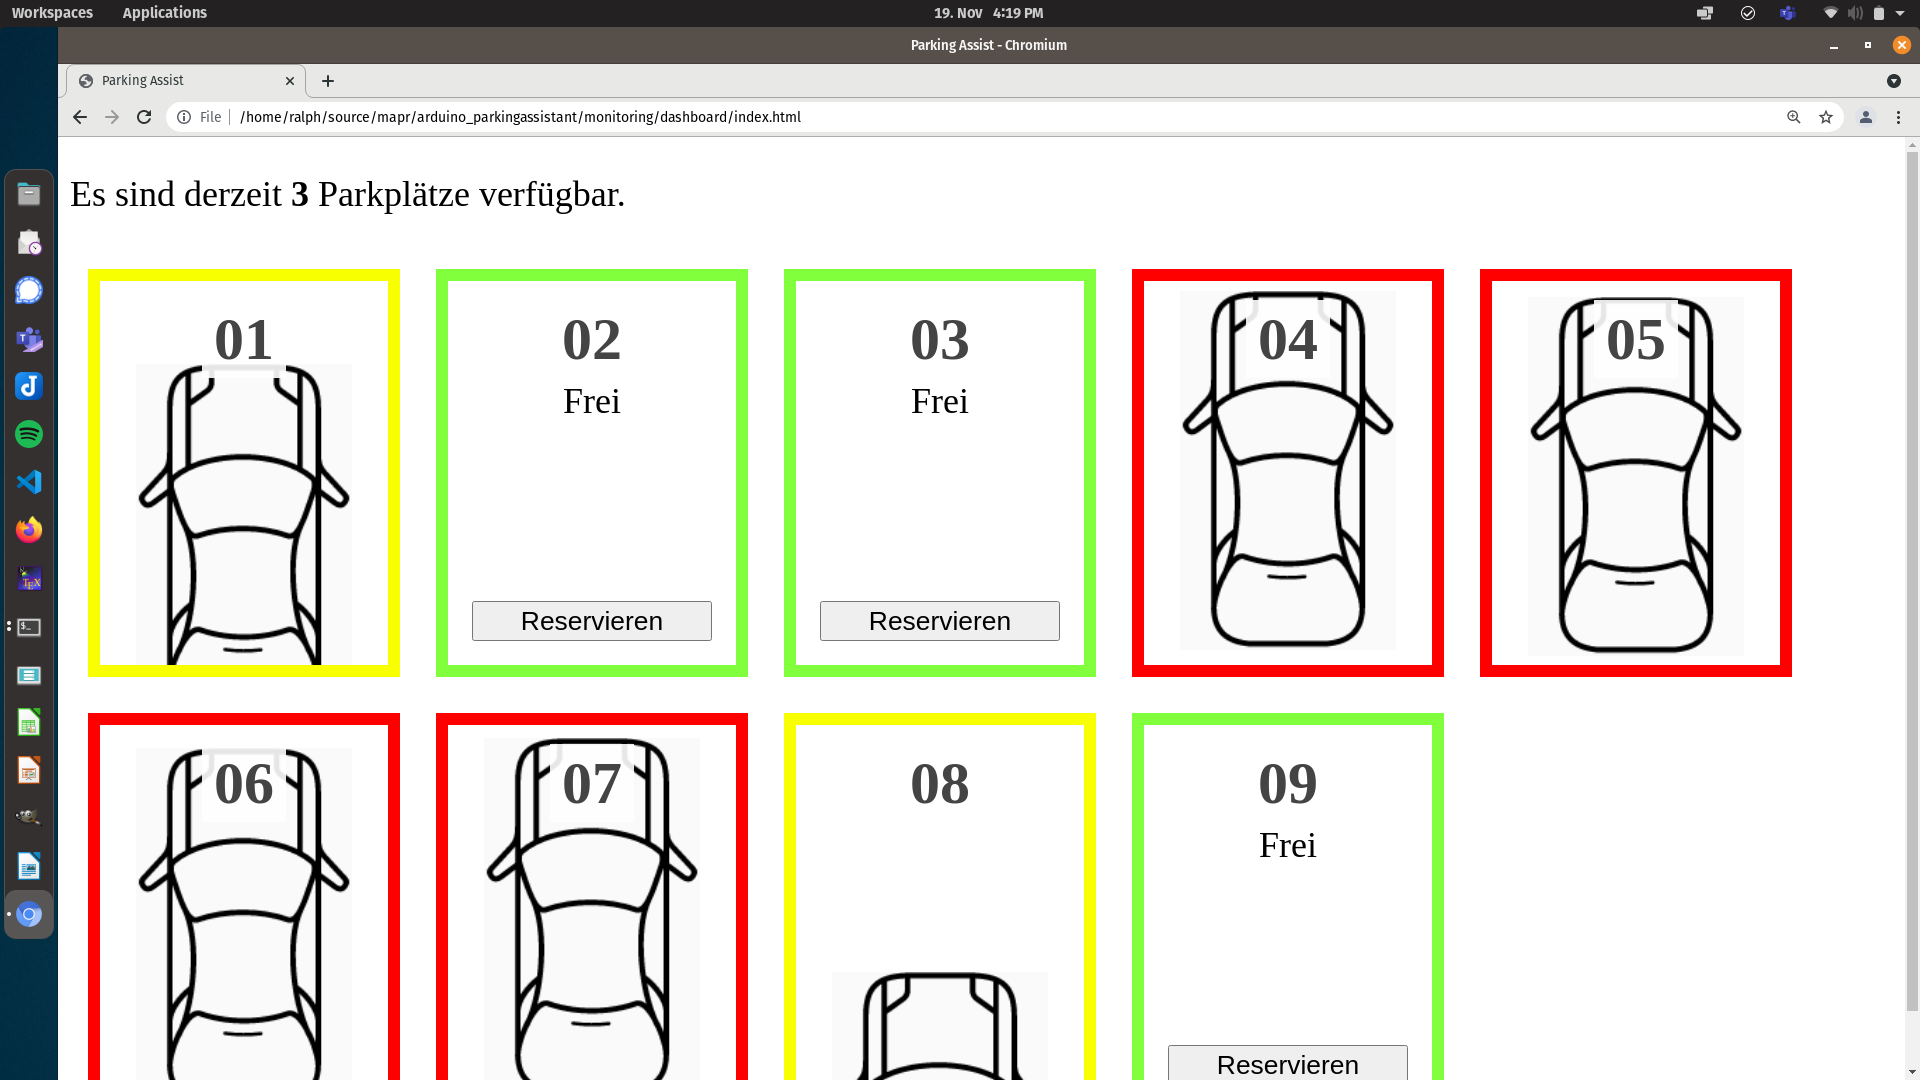 Workspaces Applications 19. Nov 4:19 PM
Parking Assist - Chromium
Parking Assist
File /home/ralph/source/mapr/arduino_parkingassistant/monitoring/dashboard/index.html
Es sind derzeit 3 Parkplätze verfügbar.
01 02 03 04 05
Frei Frei
Reservieren Reservieren
06 07 08 09
Frei
Reservieren